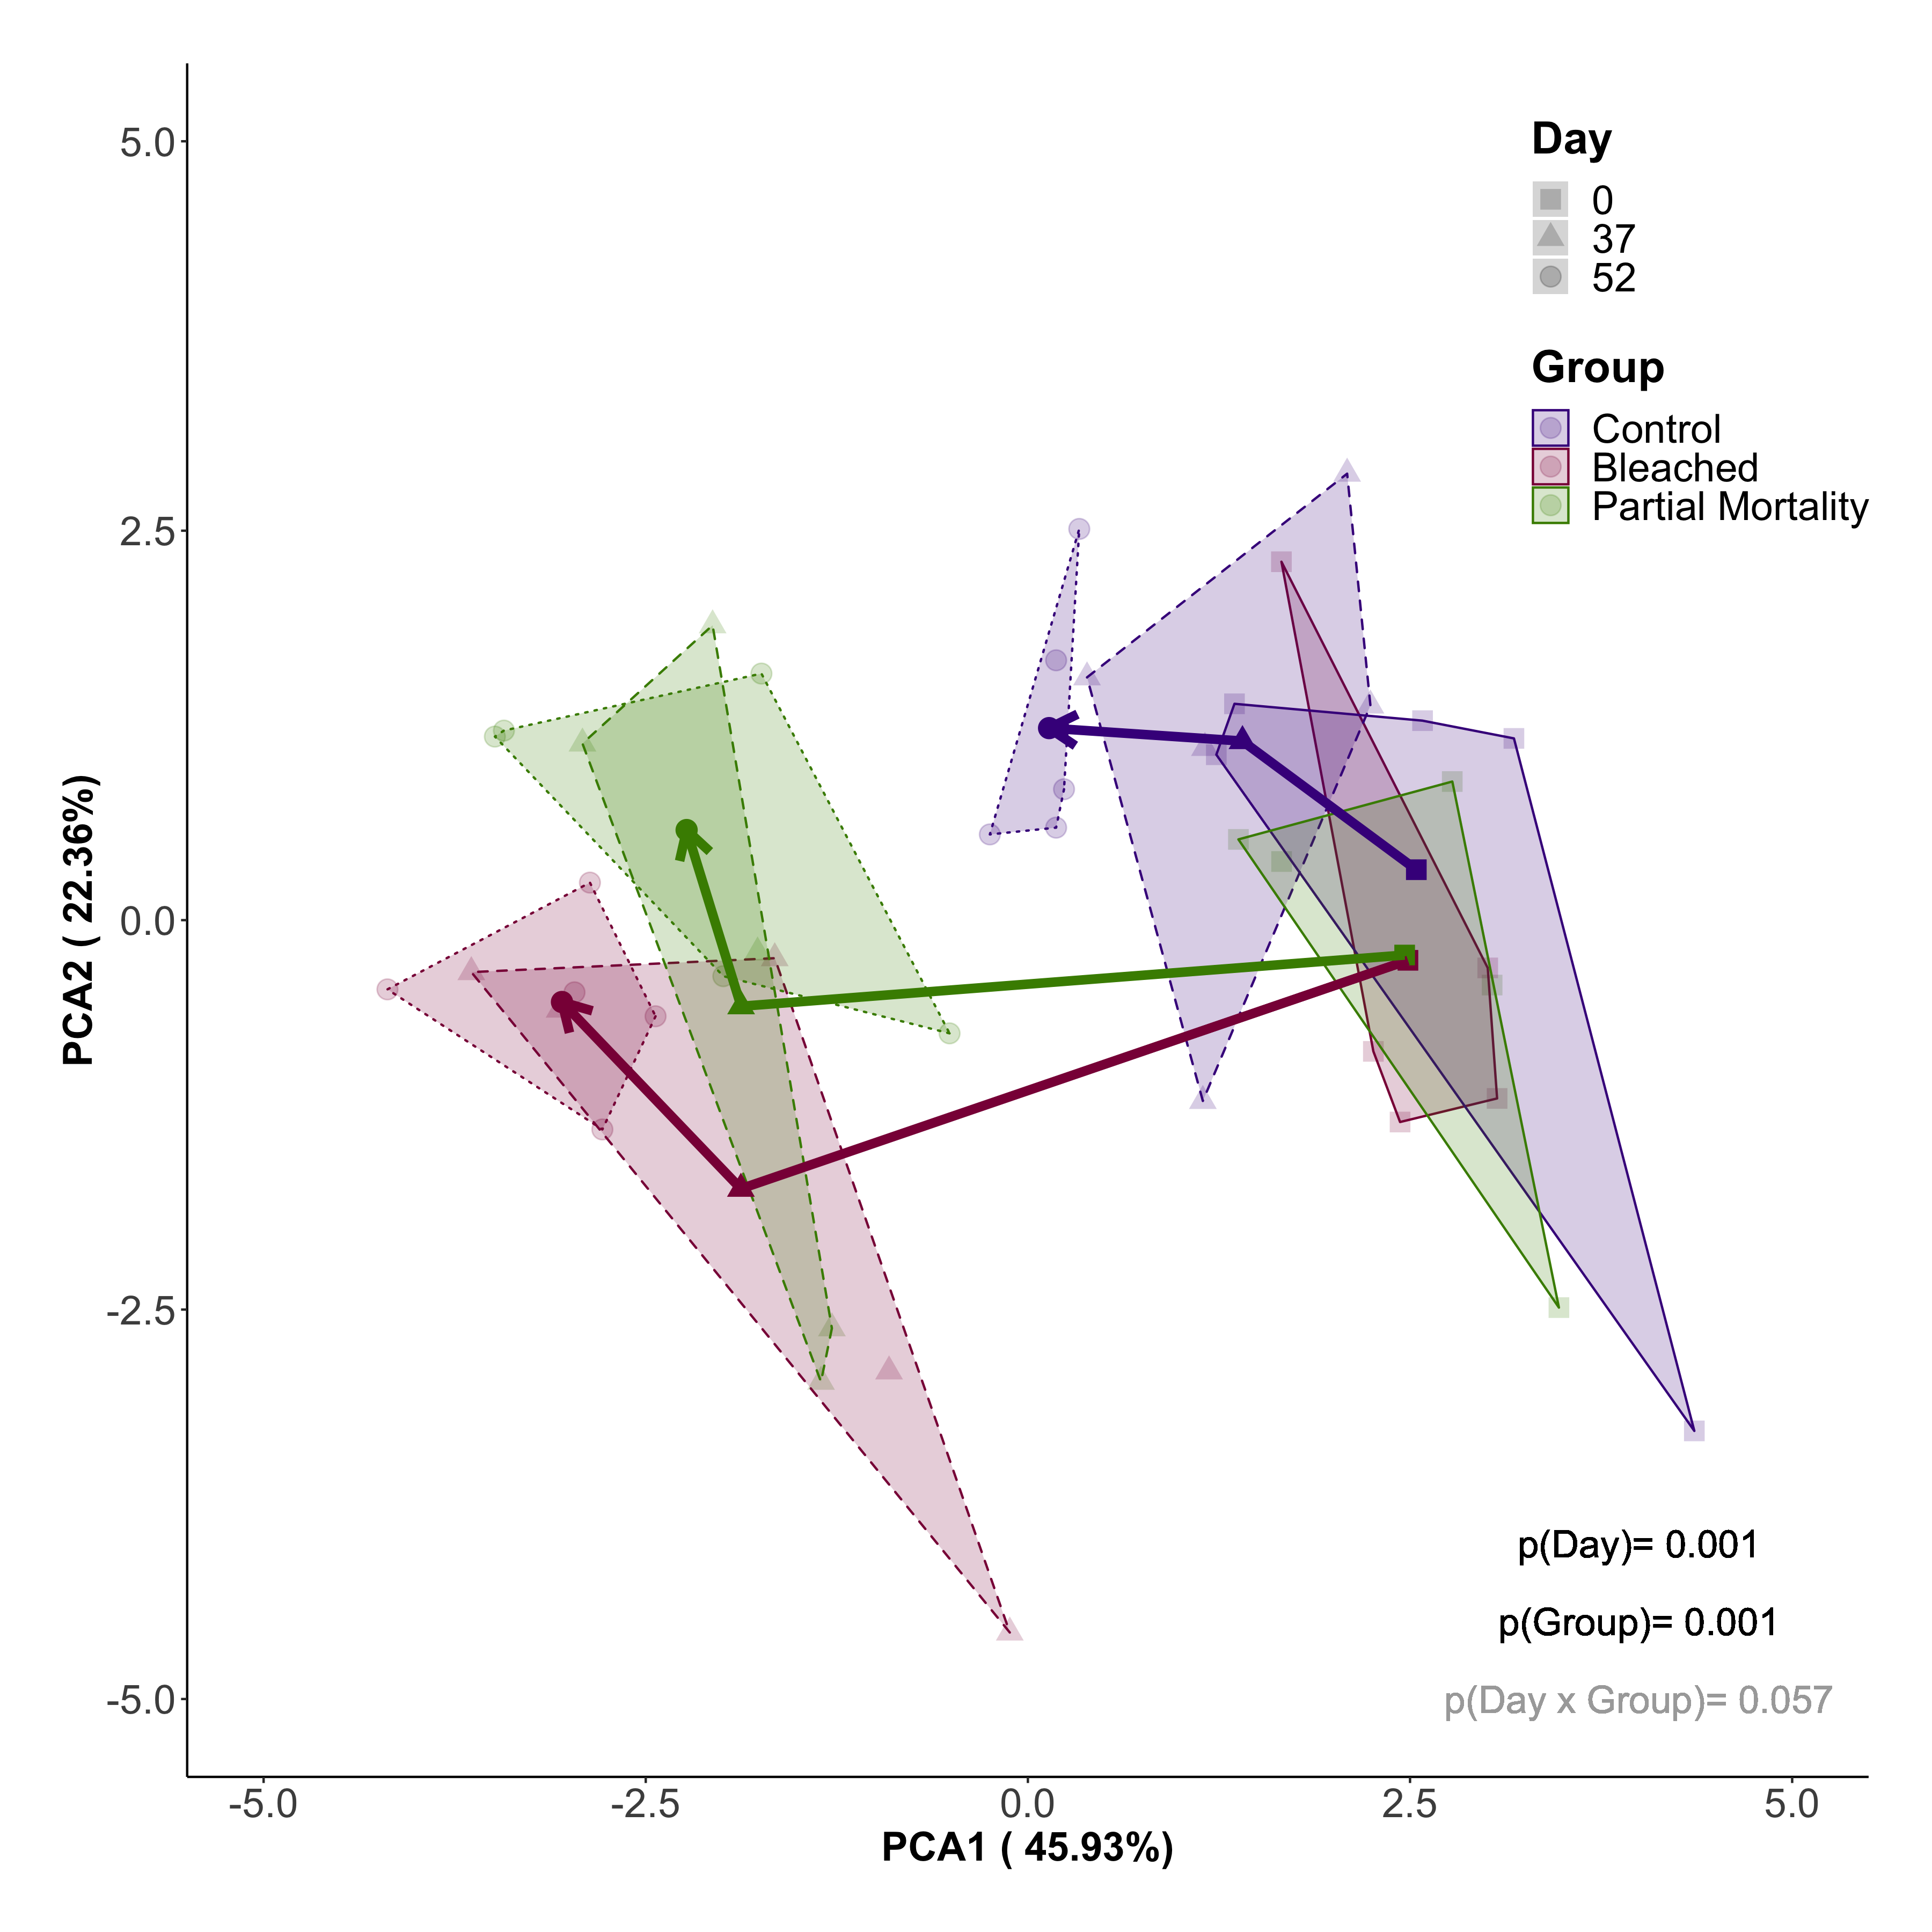 Day
0
37
52
Group
Control
Bleached
Partial Mortality
5.0
2.5
0.0
-2.5
-5.0
PCA2 ( 22.36%)
p(Day)= 0.001
p(Group)= 0.001
p(Day x Group)= 0.057
-5.0
-2.5
0.0
2.5
5.0
PCA1 ( 45.93%)